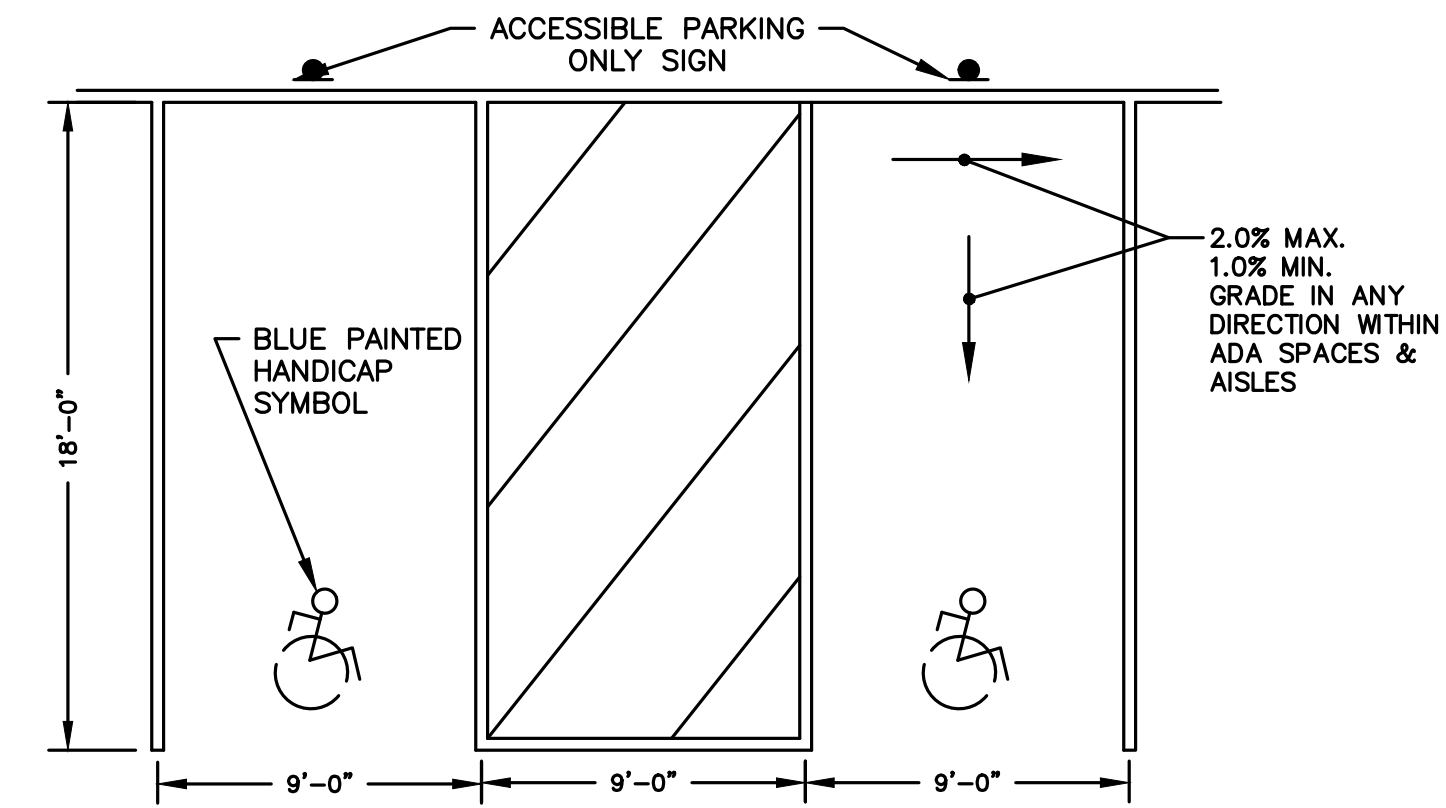 ACCESSIBLE PARKING
ONLY SIGN
2.0% MAX.
1.0% MIN.
GRADE IN ANY
DIRECTION WITHIN
ADA SPACES &
AISLES
BLUE PAINTED
HANDICAP
SYMBOL
18'-0"
9'-0"
9'-0"
9'-0"